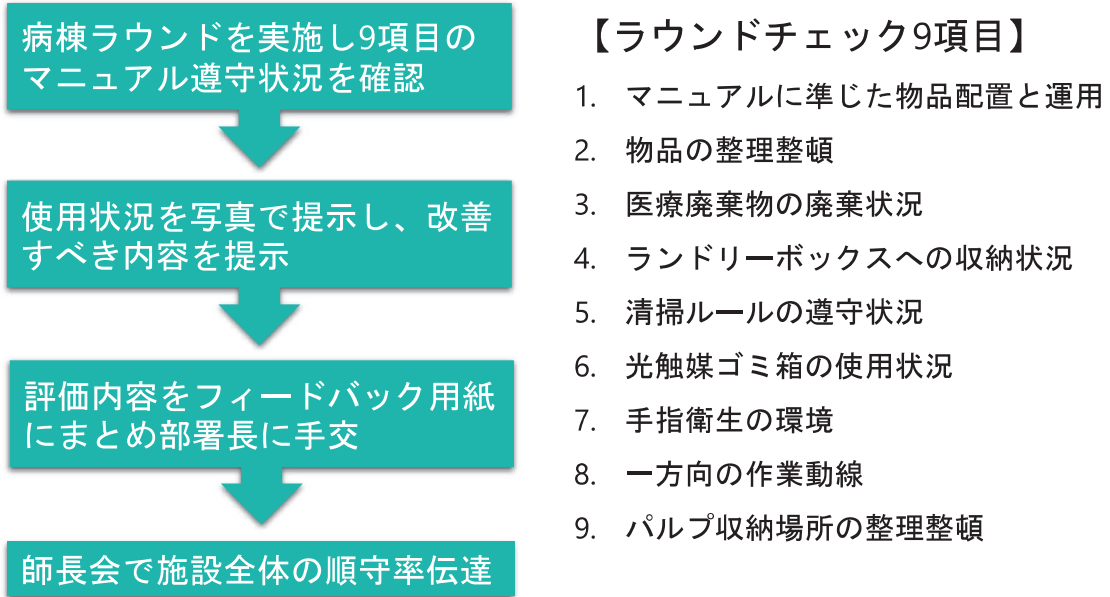 病棟ラウンドを実施し9項目の
マニュアル遵守状況を確認
使用状況を写真で提示し、改善
すべき内容を提示
評価内容をフィードバック用紙
にまとめ部署長に手交
師長会で施設全体の順守率伝達
【ラウンドチェック9項目】
1. マニュアルに準じた物品配置と運用
2. 物品の整理整頓
3. 医療廃棄物の廃棄状況
4. ランドリーボックスへの収納状況
5. 清掃ルールの遵守状況
6. 光触媒ゴミ箱の使用状況
7. 手指衛生の環境
8. 一方向の作業動線
9. パルプ収納場所の整理整頓